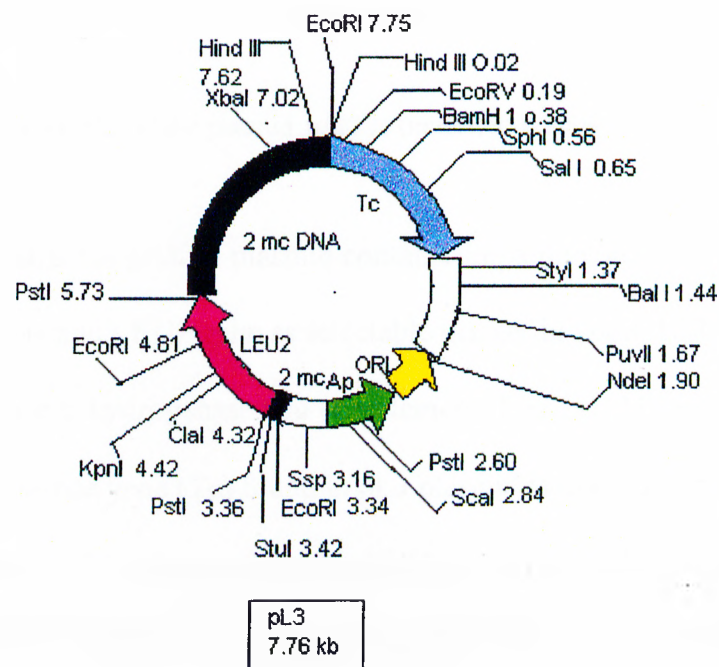 EcoRI 7.75
Hind III
7.62
Hind III O.02
XbaI 7.02
EcoRV 0.19
BamH 1 o.38
SphI 0.56
Sal I 0.65
Tc
2 mc DNA
StyI 1.37
Bal I 1.44
PstI 5.73
PuvII 1.67
EcoRI 4.81
LEU2
ORI
NdeI 1.90
2 mc
Ap
ClaI 4.32
PstI 2.60
KpnI 4.42
Ssp 3.16
ScaI 2.84
PstI 3.36
EcoRI 3.34
StuI 3.42
pL3
7.76 kb